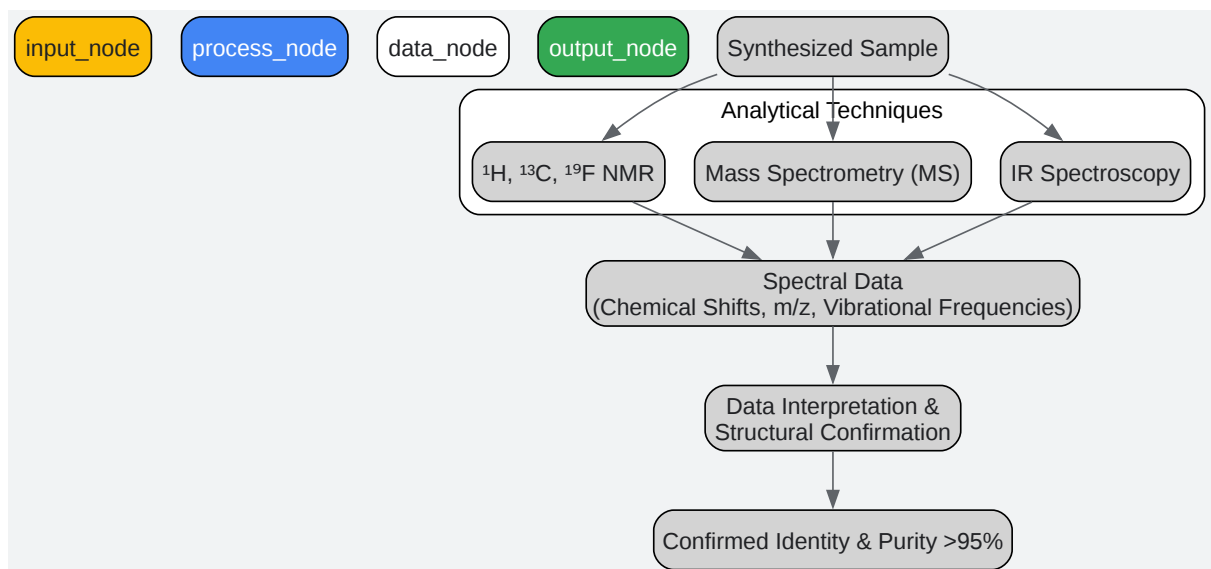 input_node
process_node
data_node
output_node
Synthesized Sample
Analytical Techniques
¹H, ¹³C, ¹⁹F NMR
Mass Spectrometry (MS)
IR Spectroscopy
Spectral Data
(Chemical Shifts, m/z, Vibrational Frequencies)
Data Interpretation &
Structural Confirmation
Confirmed Identity & Purity >95%